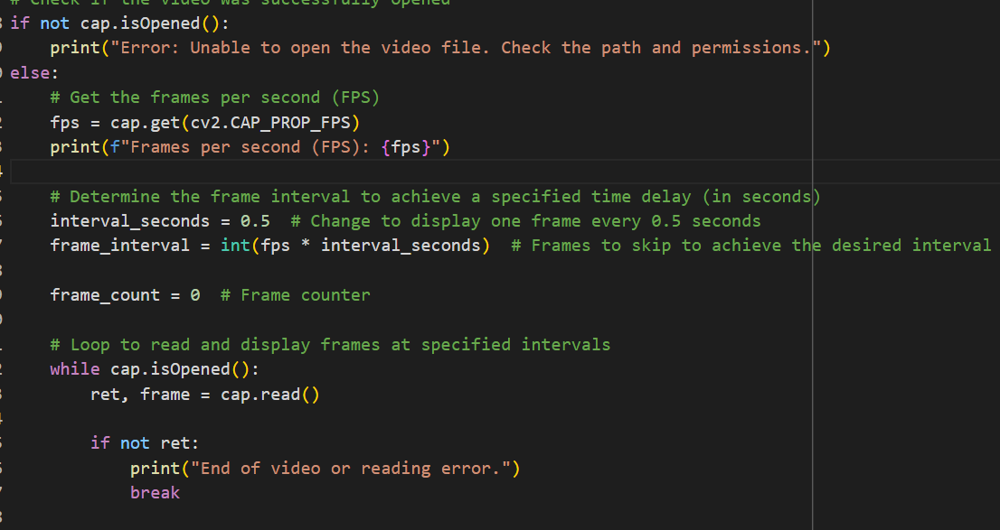 # Check if the video was successfully opened
if not cap.isOpened():
    print("Error: Unable to open the video file. Check the path and permissions.")
else:
    # Get the frames per second (FPS)
    fps = cap.get(cv2.CAP_PROP_FPS)
    print(f"Frames per second (FPS): {fps}")

    # Determine the frame interval to achieve a specified time delay (in seconds)
    interval_seconds = 0.5  # Change to display one frame every 0.5 seconds
    frame_interval = int(fps * interval_seconds)  # Frames to skip to achieve the desired interval

    frame_count = 0  # Frame counter

    # Loop to read and display frames at specified intervals
    while cap.isOpened():
        ret, frame = cap.read()

        if not ret:
            print("End of video or reading error.")
            break